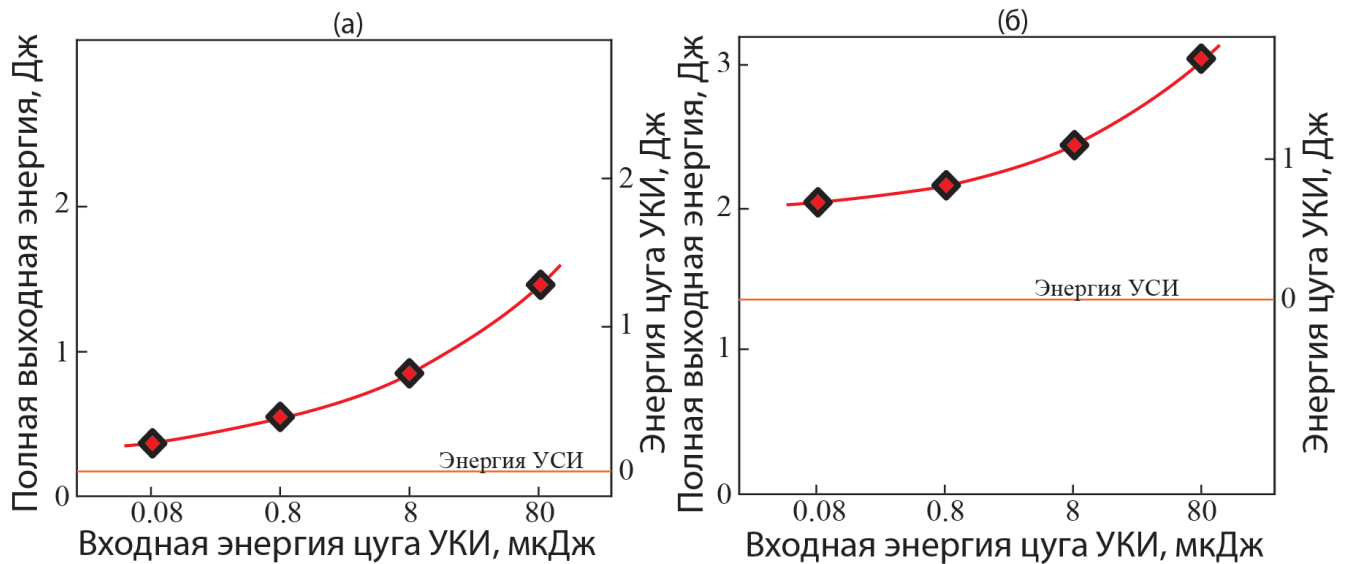 (а)
Полная выходная энергия, Дж
2
1
0
Энергия УСИ
2
1
0
Энергия цуга УКИ, Дж
0.08 0.8 8 80
Входная энергия цуга УКИ, мкДж
(б)
Полная выходная энергия, Дж
3
2
1
0
Энергия УСИ
1
0
Энергия цуга УКИ, Дж
0.08 0.8 8 80
Входная энергия цуга УКИ, мкДж